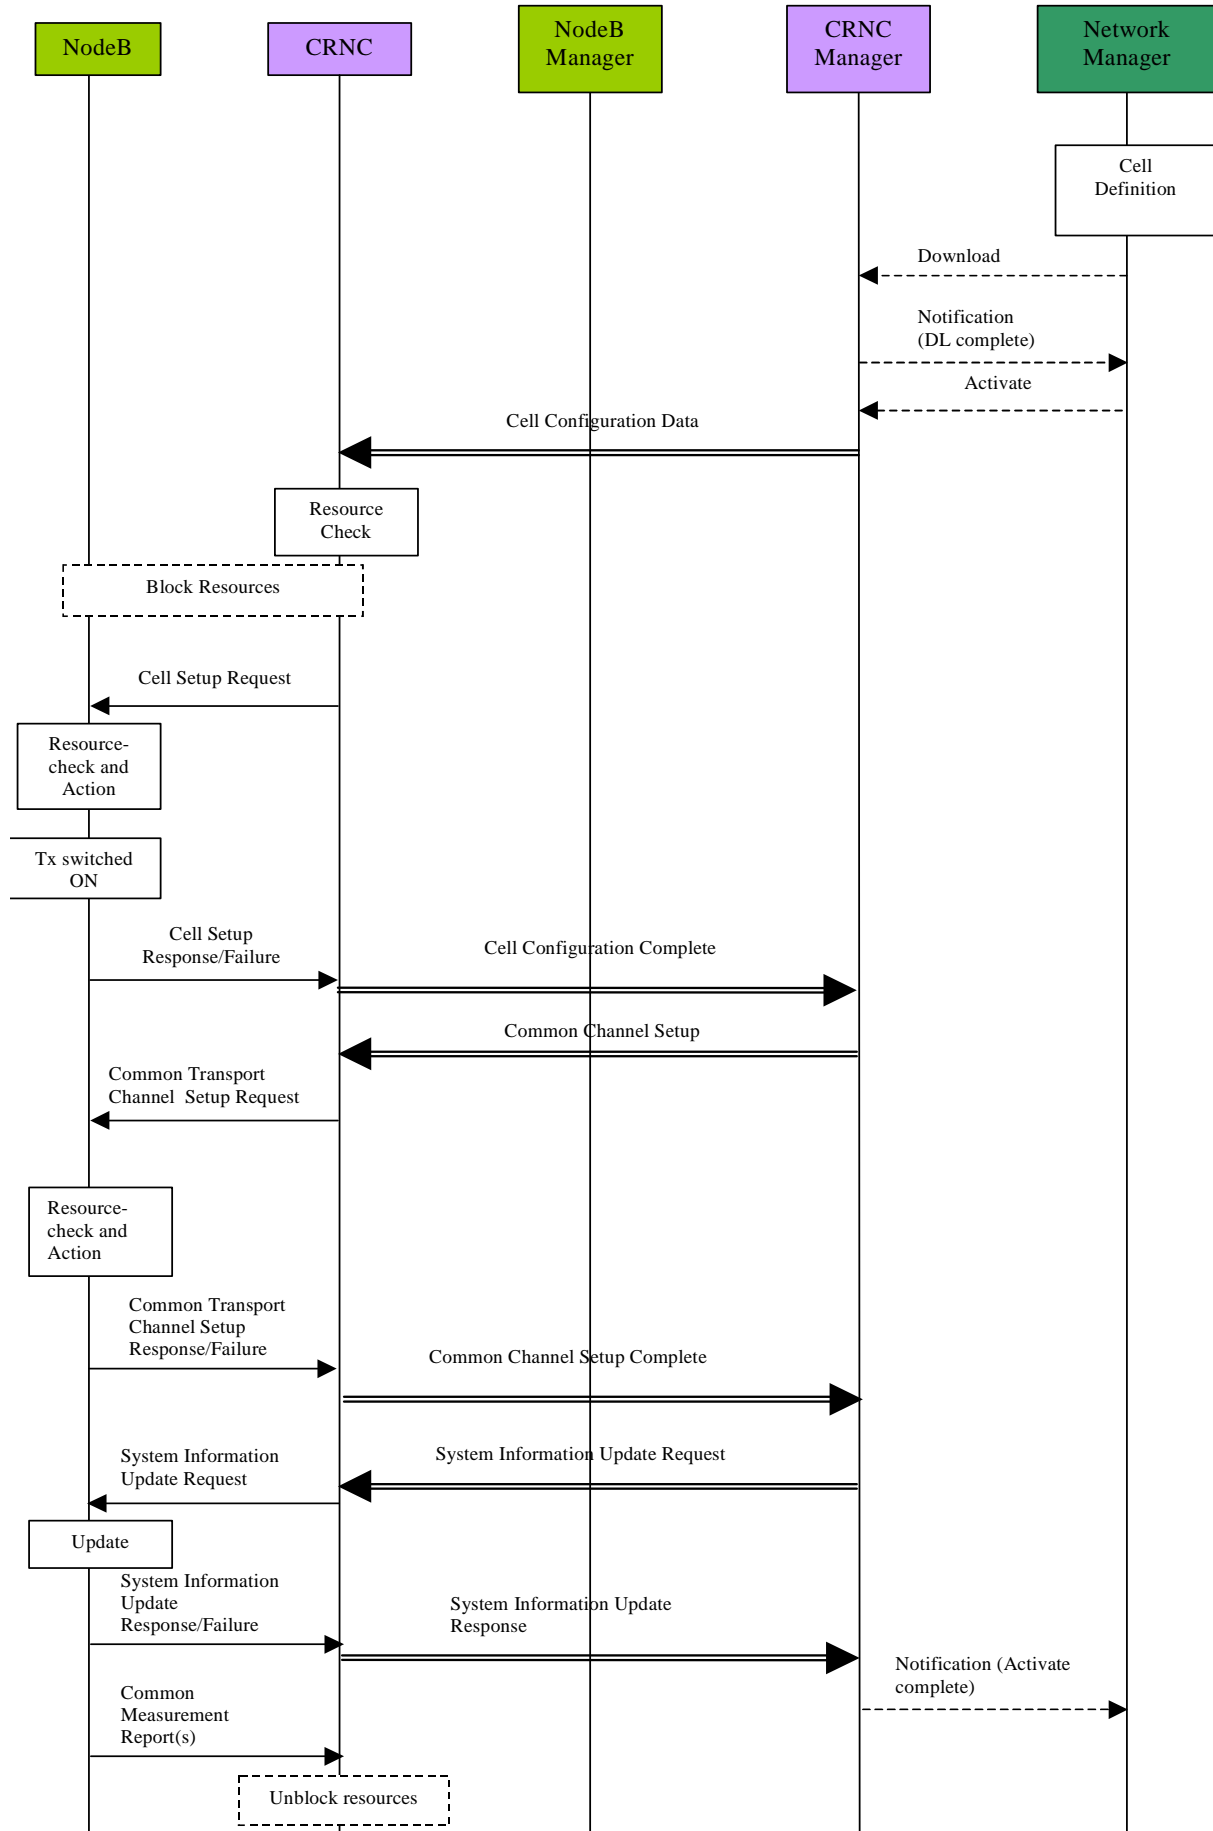 NodeB
CRNC
NodeB
Manager
CRNC
Manager
Network
Manager
Cell
Definition
Download
Notification
(DL complete)
Activate
Cell Configuration Data
Resource
Check
Block Resources
Cell Setup Request
Resource-
check and
Action
Tx switched
ON
Cell Setup
Response/Failure
Cell Configuration Complete
Common Channel Setup
Common Transport
Channel Setup Request
Resource-
check and
Action
Common Transport
Channel Setup
Response/Failure
Common Channel Setup Complete
System Information Update Request
System Information
Update Request
Update
System Information
Update
Response/Failure
System Information Update
Response
Notification (Activate
complete)
Common
Measurement
Report(s)
Unblock resources